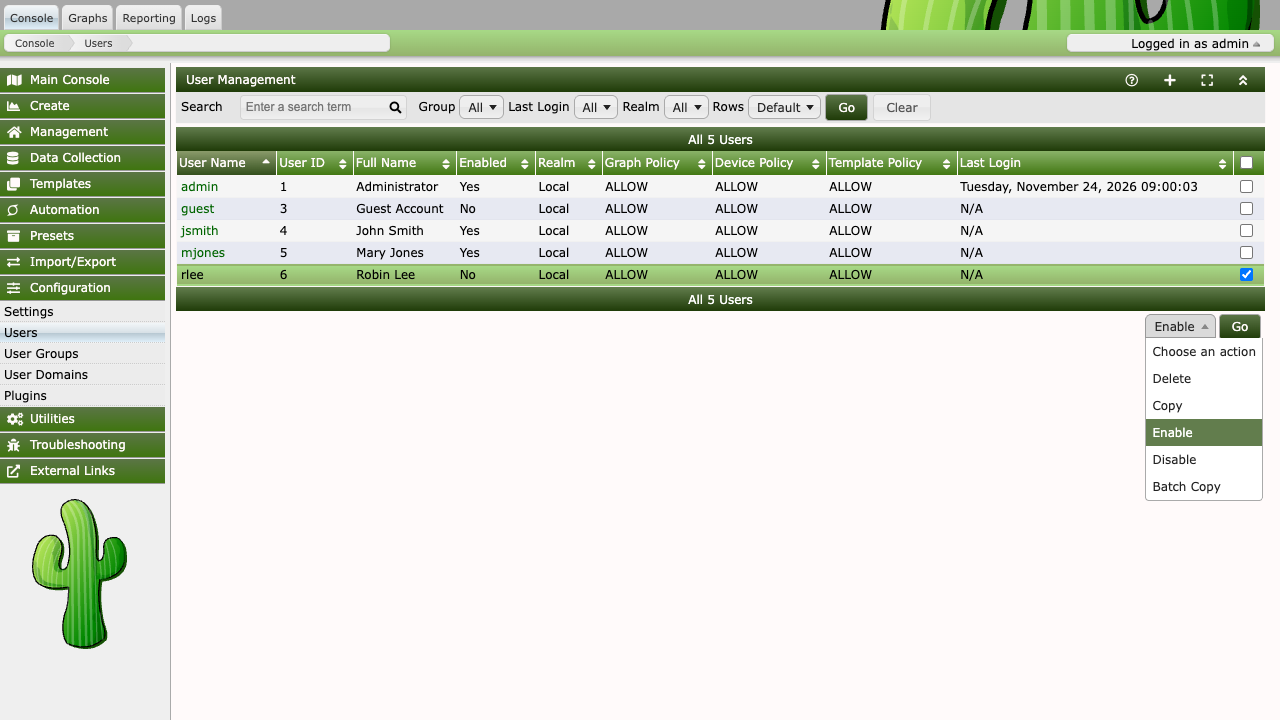 Console Graphs Reporting Logs
Console Users Logged in as admin
Main Console
Create
Management
Data Collection
Templates
Automation
Presets
Import/Export
Configuration
Settings
Users
User Groups
User Domains
Plugins
Utilities
Troubleshooting
External Links
User Management
Search Enter a search term Group All Last Login All Realm All Rows Default Go Clear
All 5 Users
User Name User ID Full Name Enabled Realm Graph Policy Device Policy Template Policy Last Login
admin 1 Administrator Yes Local ALLOW ALLOW ALLOW Tuesday, November 24, 2026 09:00:03
guest 3 Guest Account No Local ALLOW ALLOW ALLOW N/A
jsmith 4 John Smith Yes Local ALLOW ALLOW ALLOW N/A
mjones 5 Mary Jones Yes Local ALLOW ALLOW ALLOW N/A
rlee 6 Robin Lee No Local ALLOW ALLOW ALLOW N/A
All 5 Users
Enable Go
Choose an action
Delete
Copy
Enable
Disable
Batch Copy